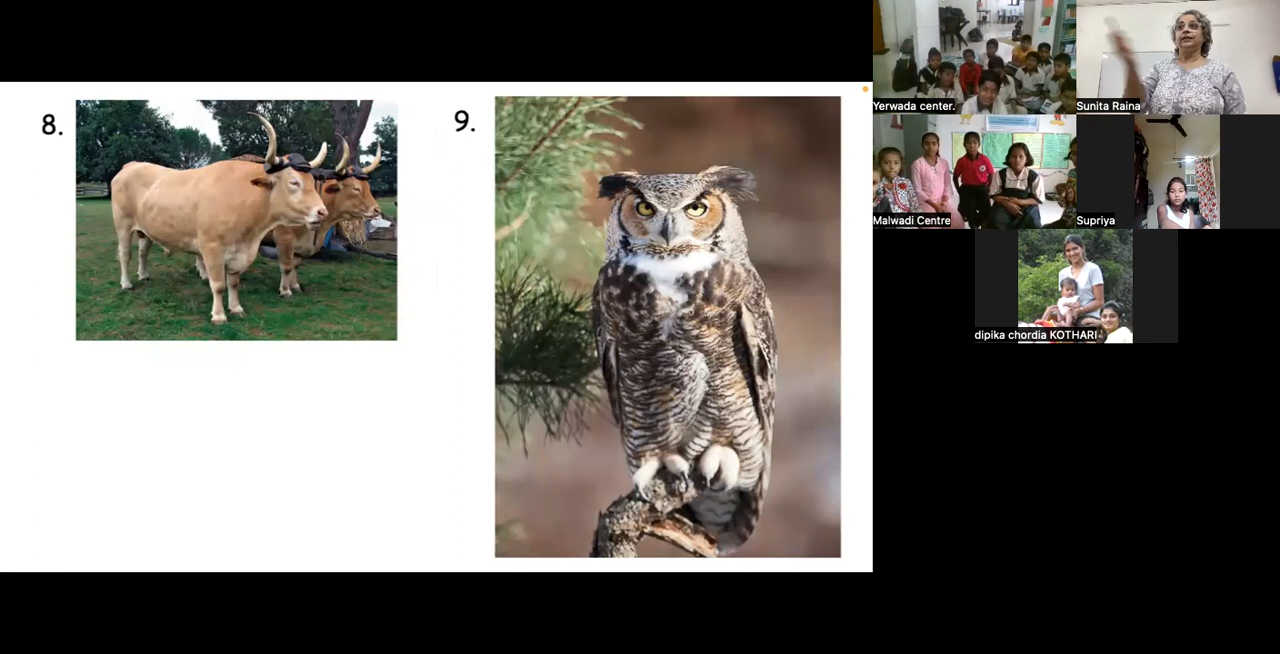 8.
9.
Yerwada center.
Sunita Raina
Malwadi Centre
Supriya
dipika chordia KOTHARI